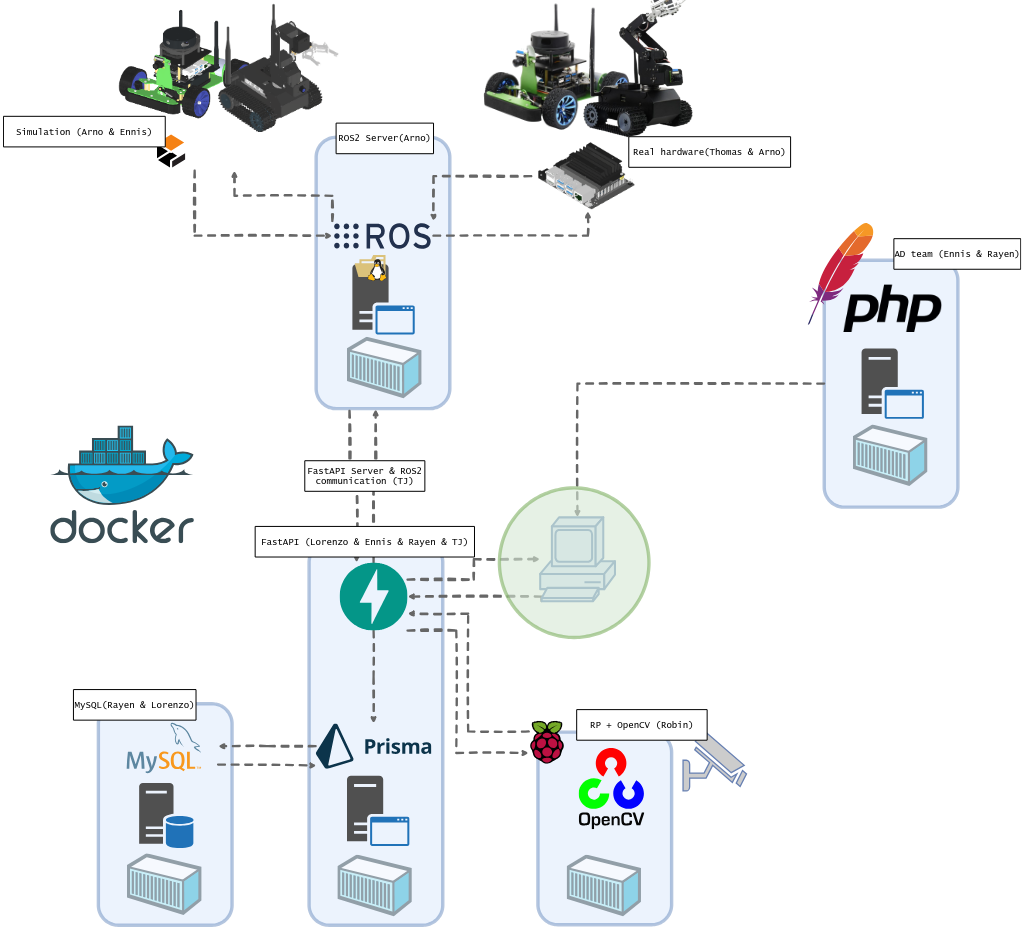 Simulation (Arno & Ennis)
ROS2 Server(Arno)
Real hardware(Thomas & Arno)
ROS
AD team (Ennis & Rayen)
php
docker
FastAPI Server & ROS2
communication (TJ)
FastAPI (Lorenzo & Ennis & Rayen & TJ)
MySQL(Rayen & Lorenzo)
MySQL
Prisma
RP + OpenCV (Robin)
OpenCV